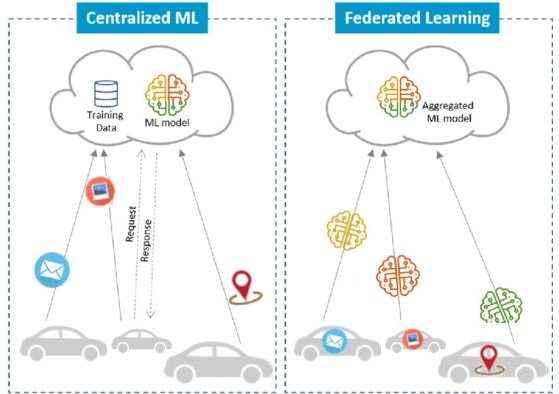 Centralized ML
Training
Data
ML model
Request
Response
Federated Learning
Aggregated
ML model